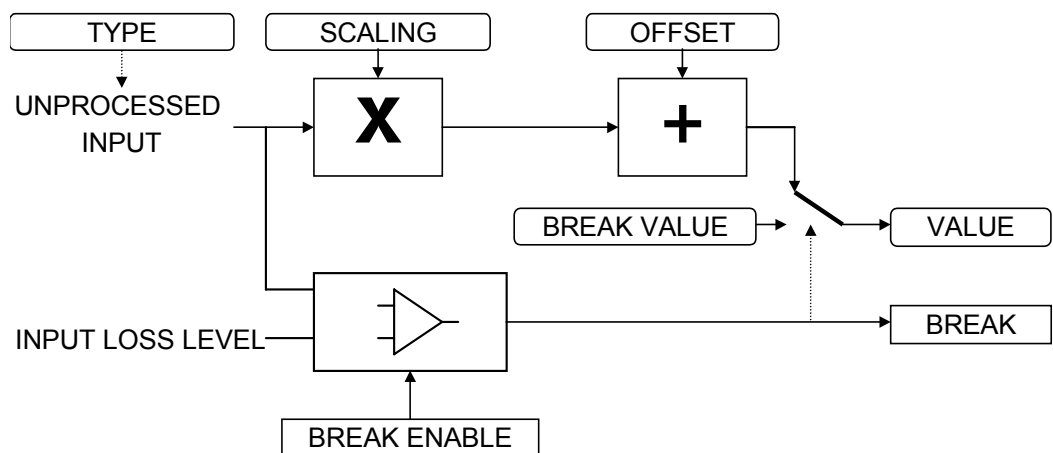 TYPE
SCALING
OFFSET
UNPROCESSED
INPUT
X
+
BREAK VALUE
VALUE
INPUT LOSS LEVEL
BREAK
BREAK ENABLE